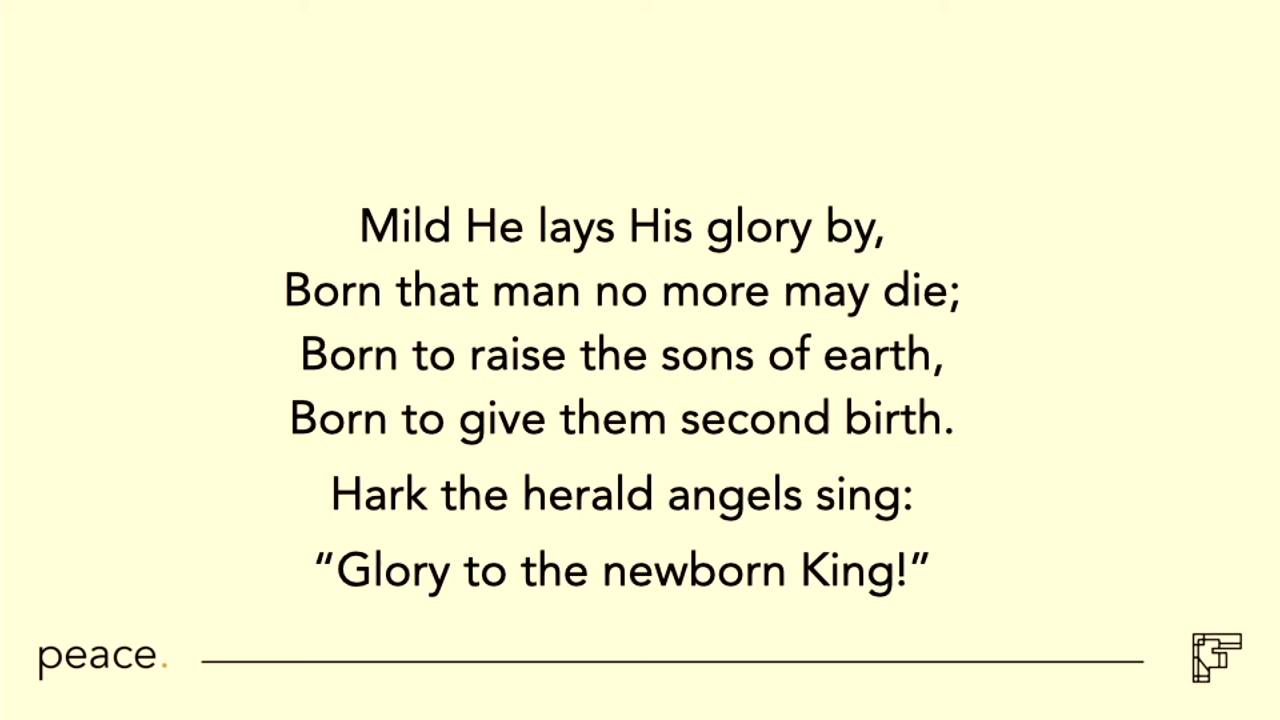 Mild He lays His glory by,
Born that man no more may die;
Born to raise the sons of earth,
Born to give them second birth.
Hark the herald angels sing:
“Glory to the newborn King!”
peace.